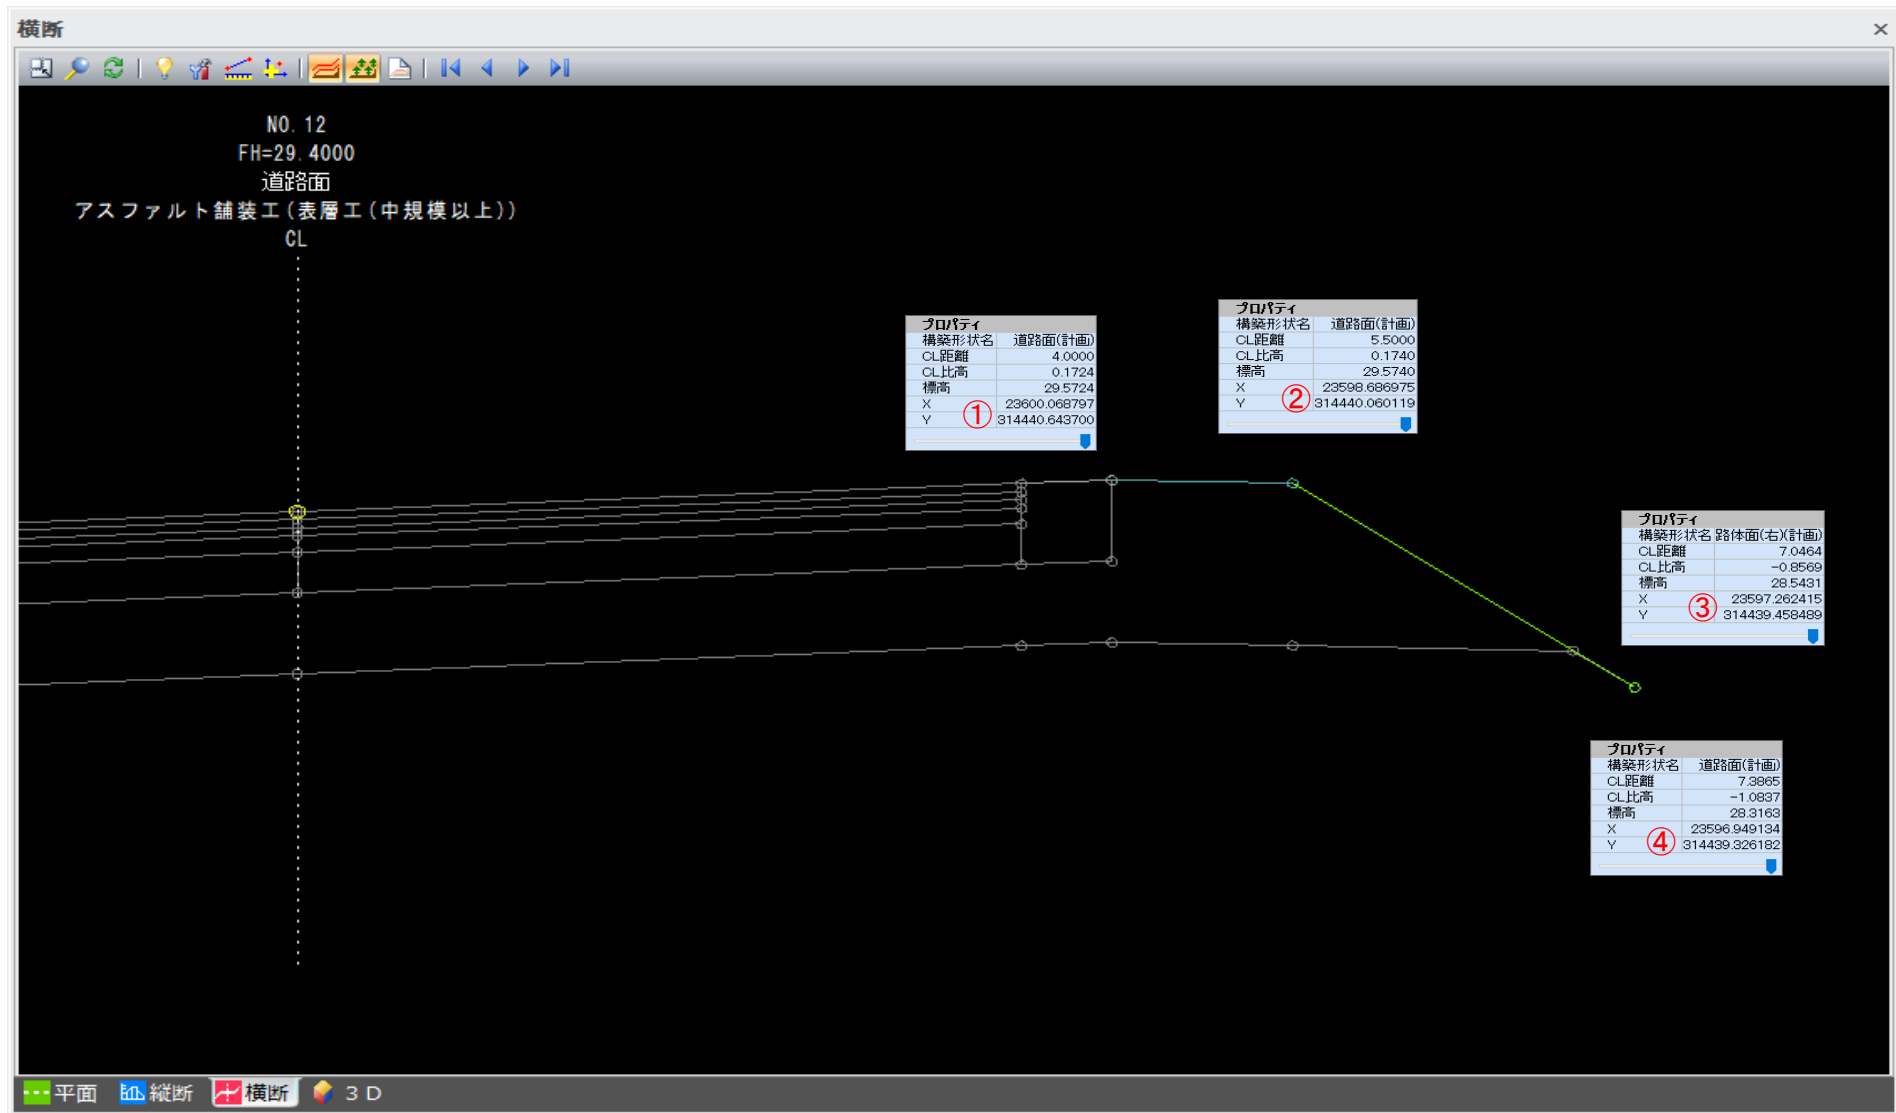 横断
NO. 12
FH=29. 4000
道路面
アスファルト舗装工(表層工(中規模以上))
CL
プロパティ
構築形状名 道路面(計画)
CL距離 4.0000
CL比高 0.1724
標高 29.5724
X 23600.068797
Y 314440.643700
①
プロパティ
構築形状名 道路面(計画)
CL距離 5.5000
CL比高 0.1740
標高 29.5740
X 23598.686975
Y 314440.060119
②
プロパティ
構築形状名 路体面(右)(計画)
CL距離 7.0464
CL比高 -0.8569
標高 28.5431
X 23597.262415
Y 314439.458489
③
プロパティ
構築形状名 道路面(計画)
CL距離 7.3865
CL比高 -1.0837
標高 28.3163
X 23596.949134
Y 314439.326182
④
平面 縦断 横断 3D